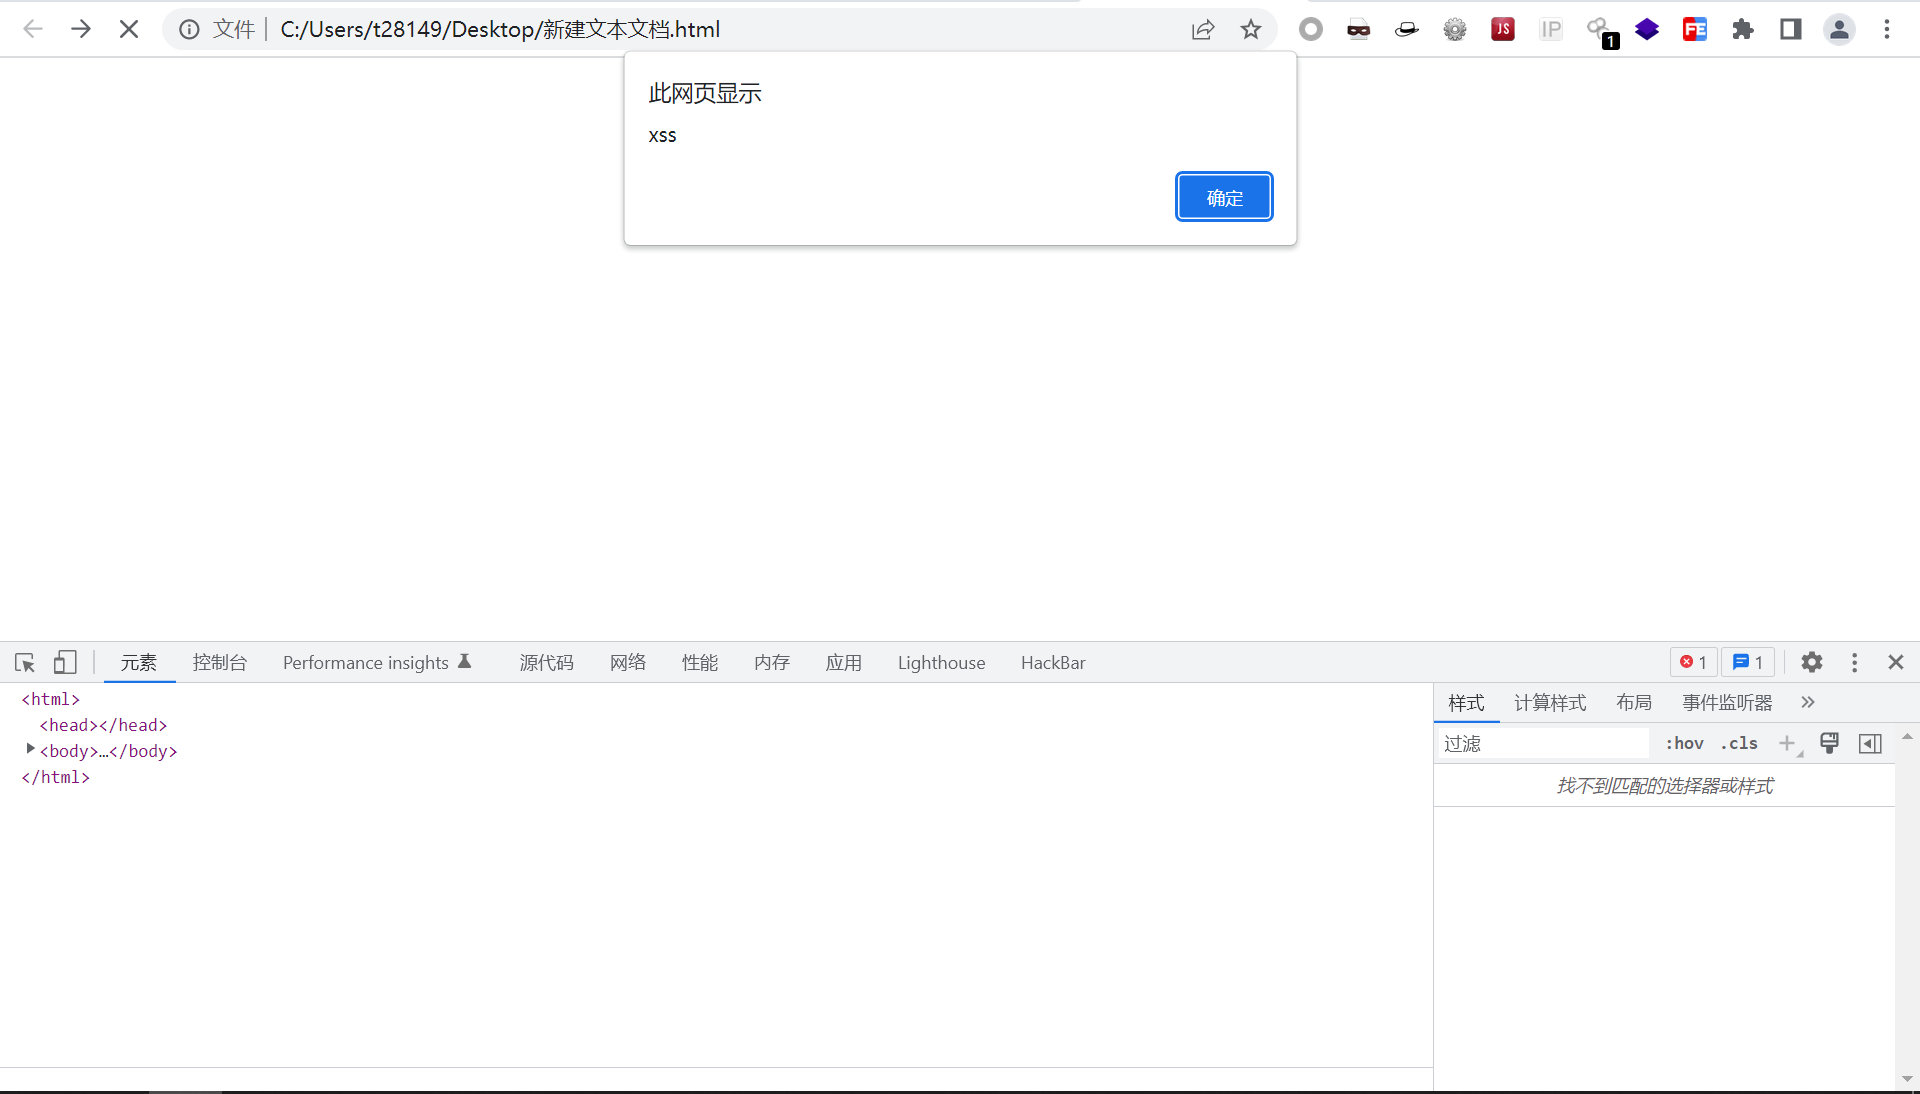 文件 | C:/Users/t28149/Desktop/新建文本文档.html
JS
IP
1
FE
此网页显示
xss
确定
元素 控制台 Performance insights 源代码 网络 性能 内存 应用 Lighthouse HackBar
1 1
<html>
<head></head>
<body>…</body>
</html>
样式 计算样式 布局 事件监听器 »
过滤 :hov .cls +
找不到匹配的选择器或样式